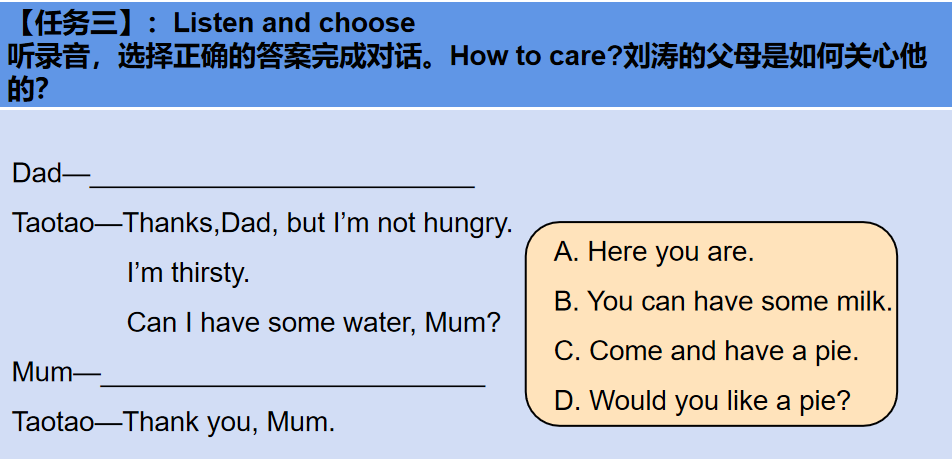 【任务三】：Listen and choose
听录音，选择正确的答案完成对话。How to care?刘涛的父母是如何关心他
的?
Dad—__________________________
Taotao—Thanks,Dad, but I’m not hungry.
I’m thirsty.
Can I have some water, Mum?
Mum—__________________________
Taotao—Thank you, Mum.
A. Here you are.
B. You can have some milk.
C. Come and have a pie.
D. Would you like a pie?